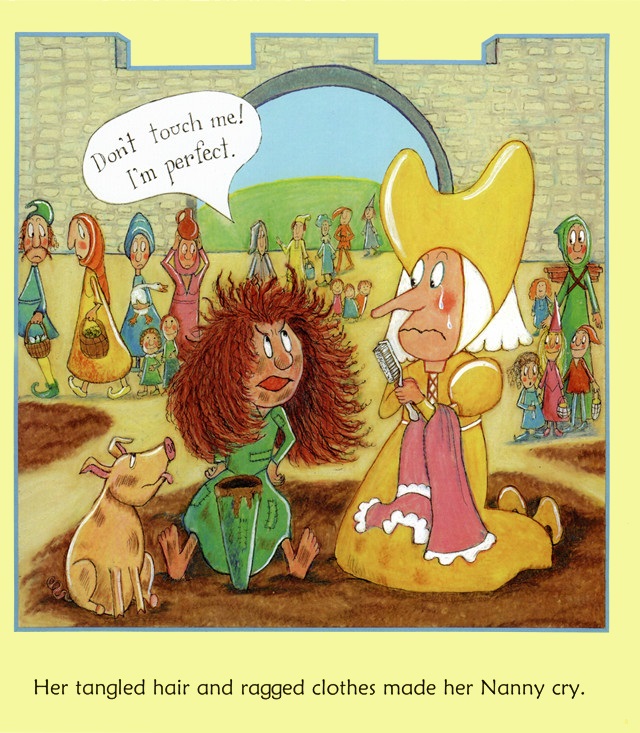 Don't touch me!
I'm perfect.
Her tangled hair and ragged clothes made her Nanny cry.